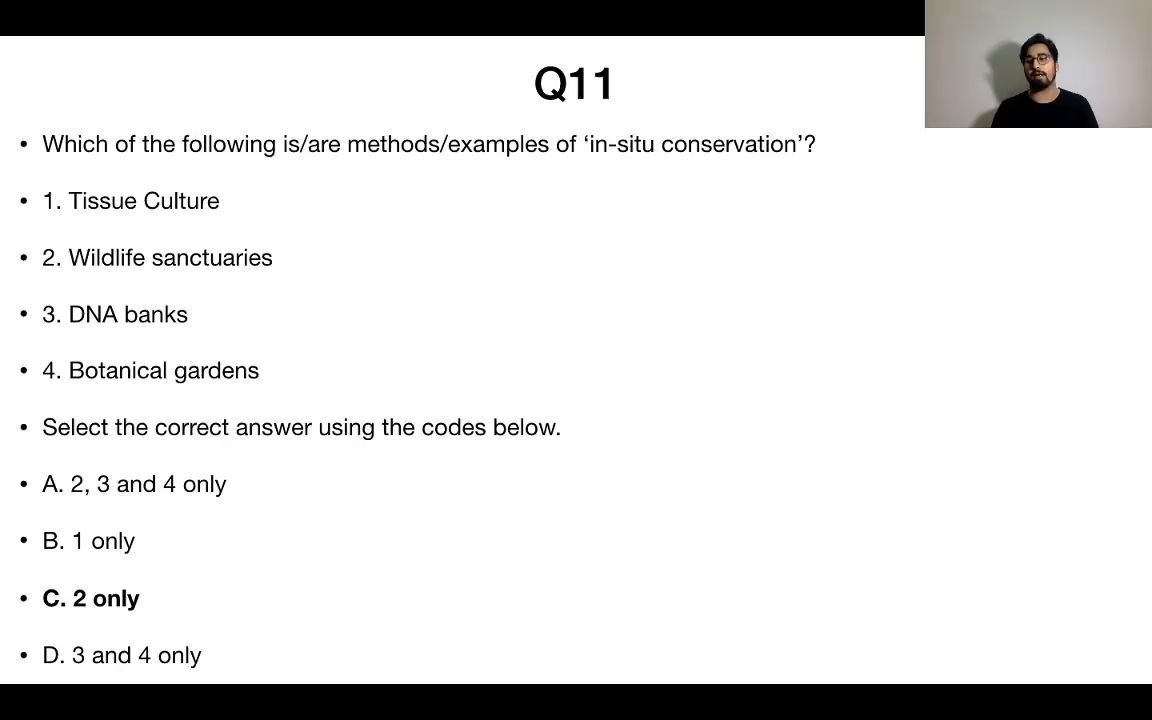 Q11
• Which of the following is/are methods/examples of ‘in-situ conservation’?
• 1. Tissue Culture
• 2. Wildlife sanctuaries
• 3. DNA banks
• 4. Botanical gardens
• Select the correct answer using the codes below.
• A. 2, 3 and 4 only
• B. 1 only
• C. 2 only
• D. 3 and 4 only